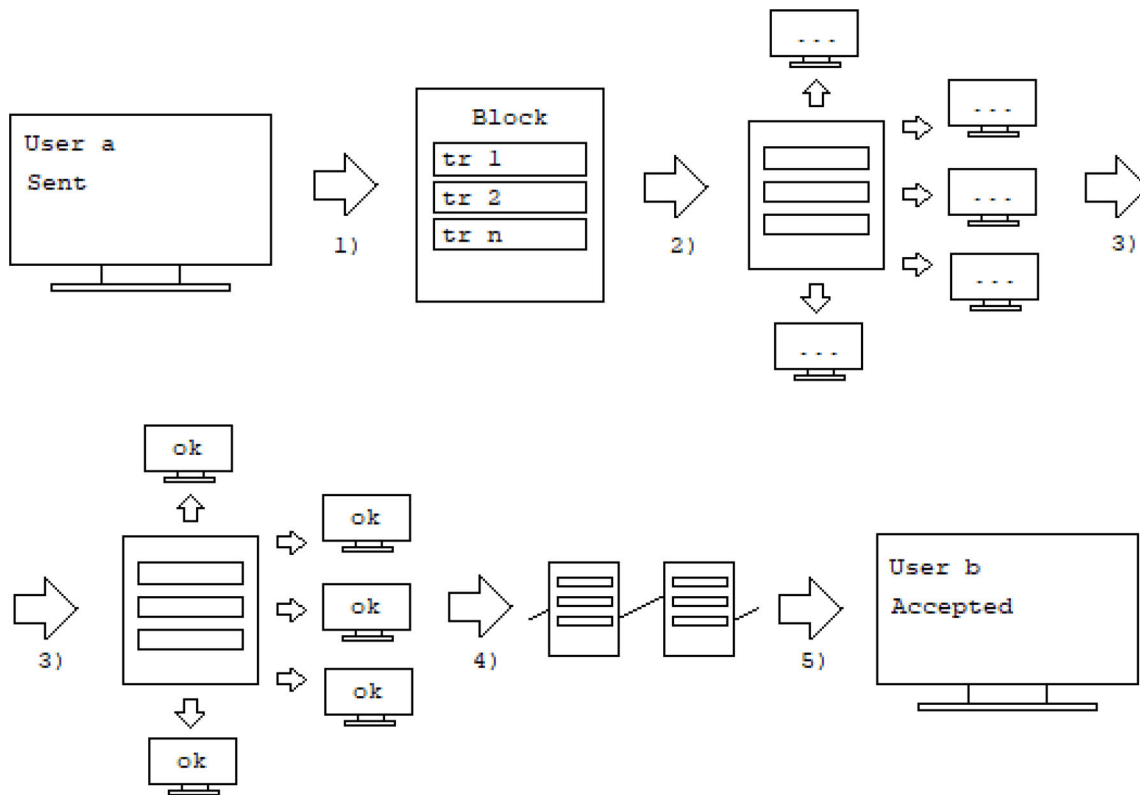 User a
Sent
1)
Block
tr 1
tr 2
tr n
2)
...
...
...
...
...
3)
3)
ok
ok
ok
ok
ok
4)
5)
User b
Accepted